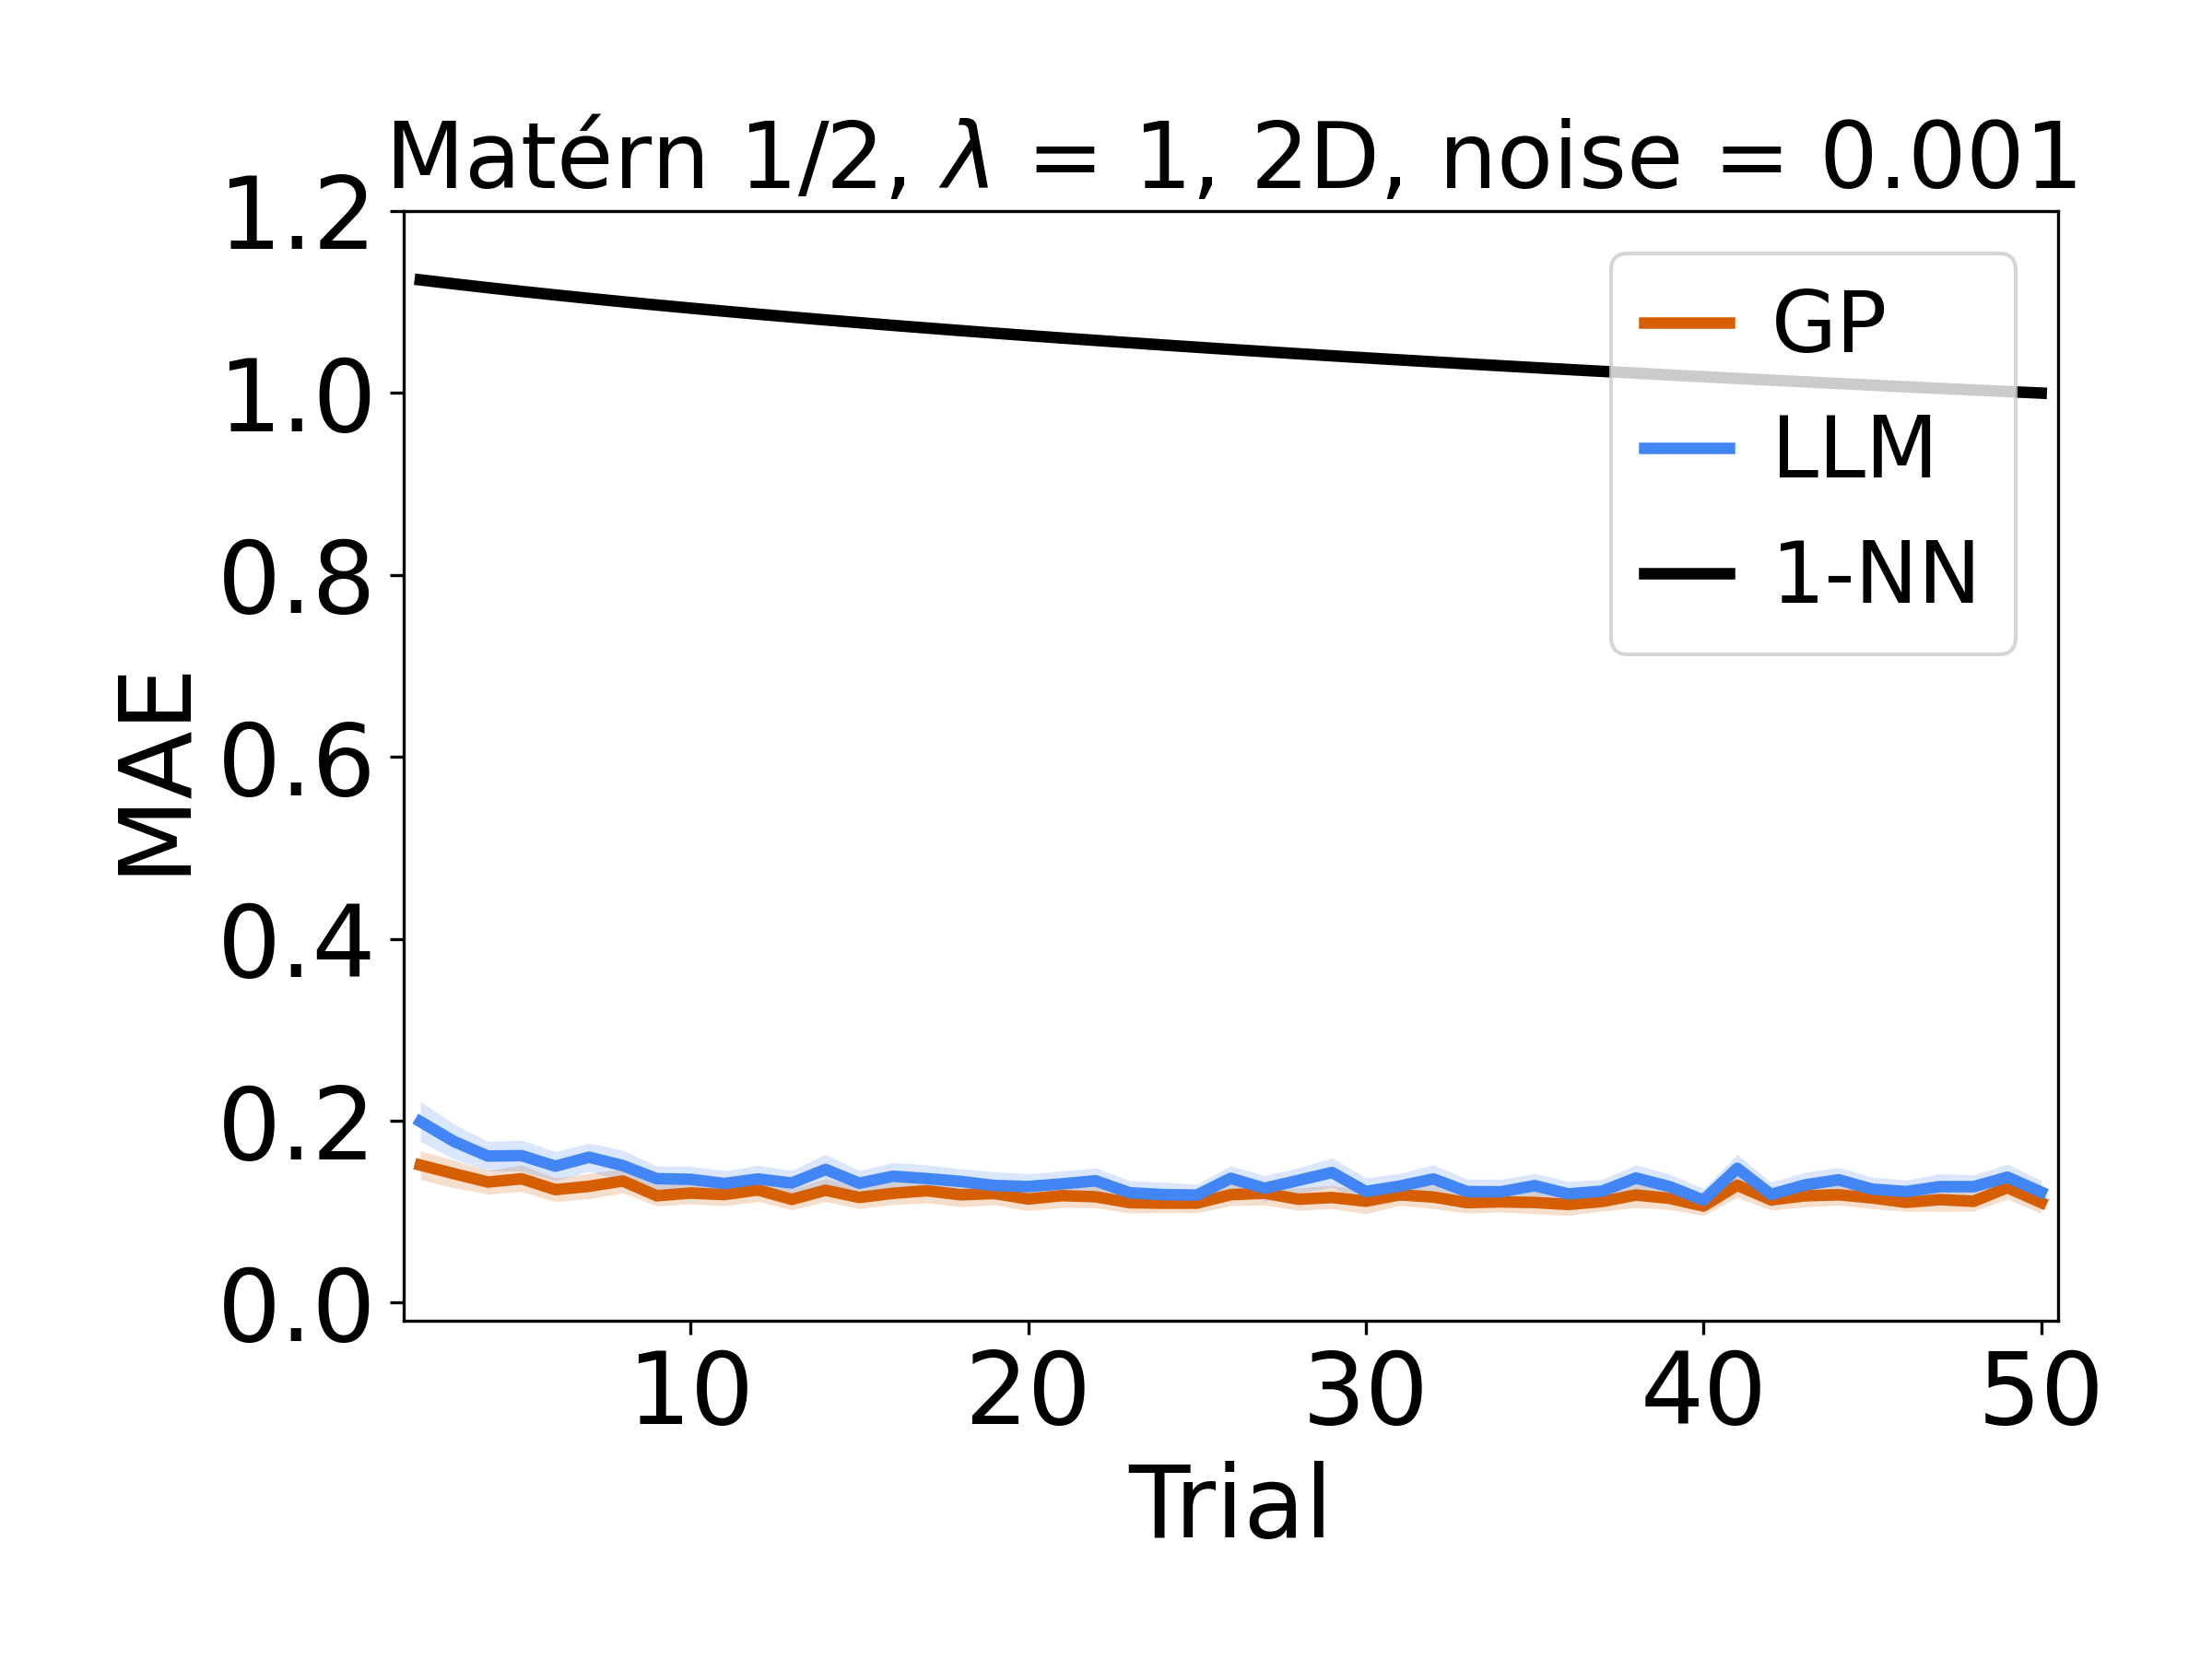 Matérn 1/2, λ = 1, 2D, noise = 0.001
1.2
1.0
0.8
0.6
0.4
0.2
0.0
MAE
GP
LLM
1-NN
10 20 30 40 50
Trial